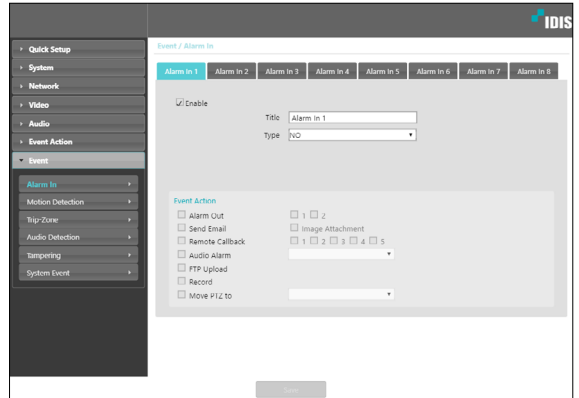 IDIS
Quick Setup
System
Network
Video
Audio
Event Action
Event
Alarm In
Motion Detection
Trip-Zone
Audio Detection
Tampering
System Event
Event / Alarm In
Alarm In 1 Alarm In 2 Alarm In 3 Alarm In 4 Alarm In 5 Alarm In 6 Alarm In 7 Alarm In 8
Enable
Title Alarm In 1
Type NO
Event Action
Alarm Out 1 2
Send Email Image Attachment
Remote Callback 1 2 3 4 5
Audio Alarm
FTP Upload
Record
Move PTZ to
Save